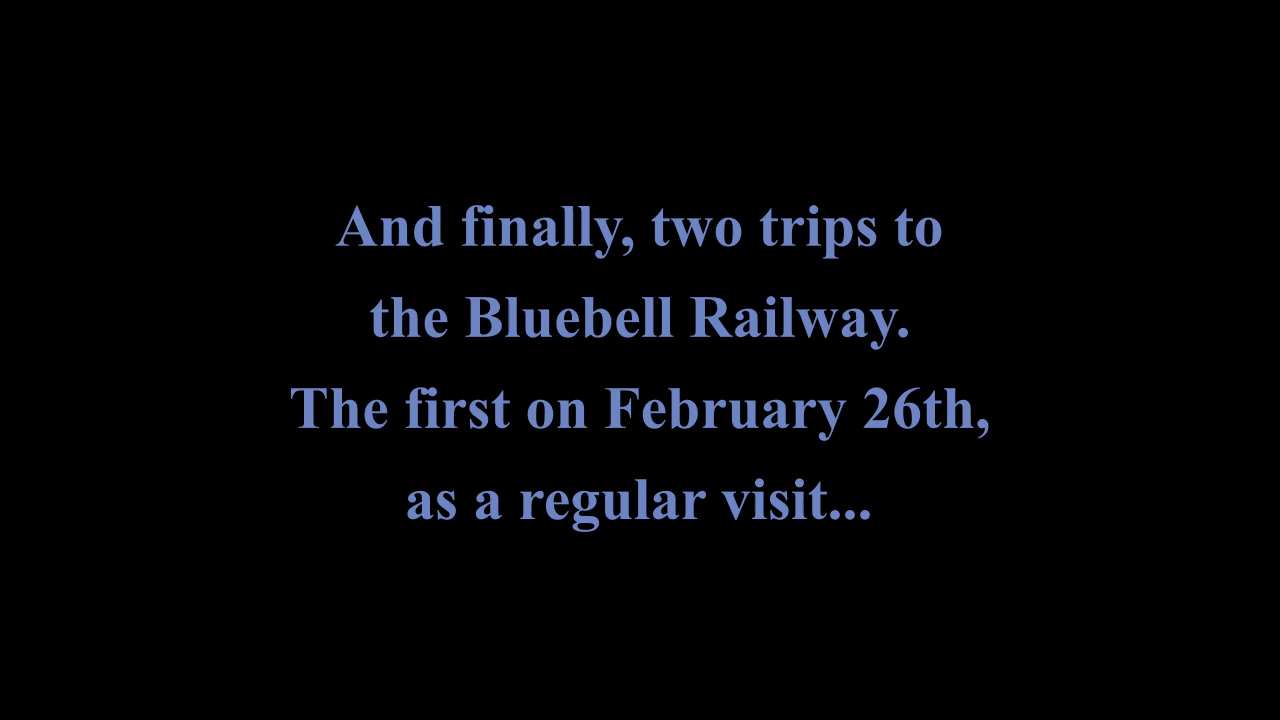 And finally, two trips to
the Bluebell Railway.
The first on February 26th,
as a regular visit...